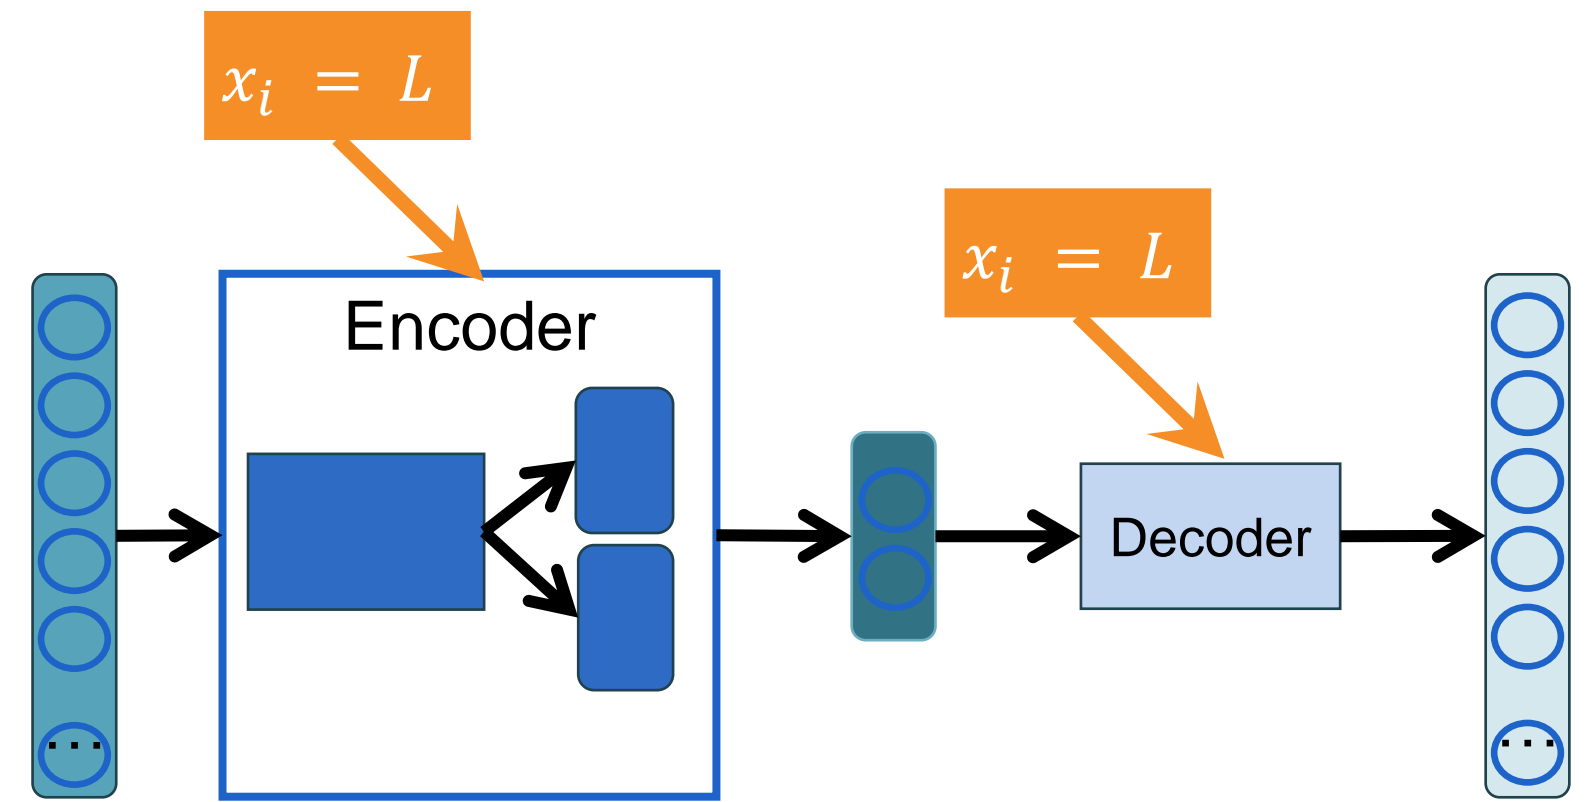 x_i = L
x_i = L
Encoder
Decoder
...
...